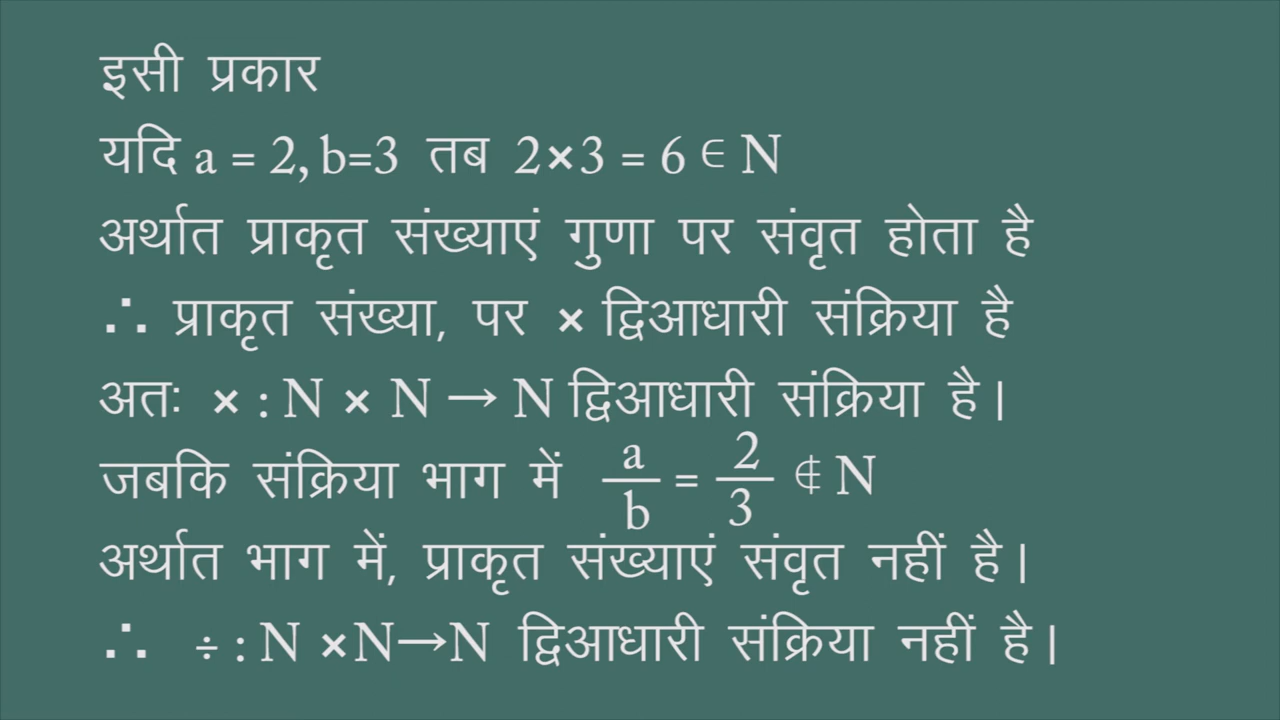 इसी प्रकार
यदि a = 2, b=3 तब 2×3 = 6 ∈ N
अर्थात प्राकृत संख्याएं गुणा पर संवृत होता है
∴ प्राकृत संख्या, पर × द्विआधारी संक्रिया है
अतः × : N × N → N द्विआधारी संक्रिया है।
जबकि संक्रिया भाग में a/b = 2/3 ∉ N
अर्थात भाग में, प्राकृत संख्याएं संवृत नहीं है।
∴ ÷ : N ×N→N द्विआधारी संक्रिया नहीं है।